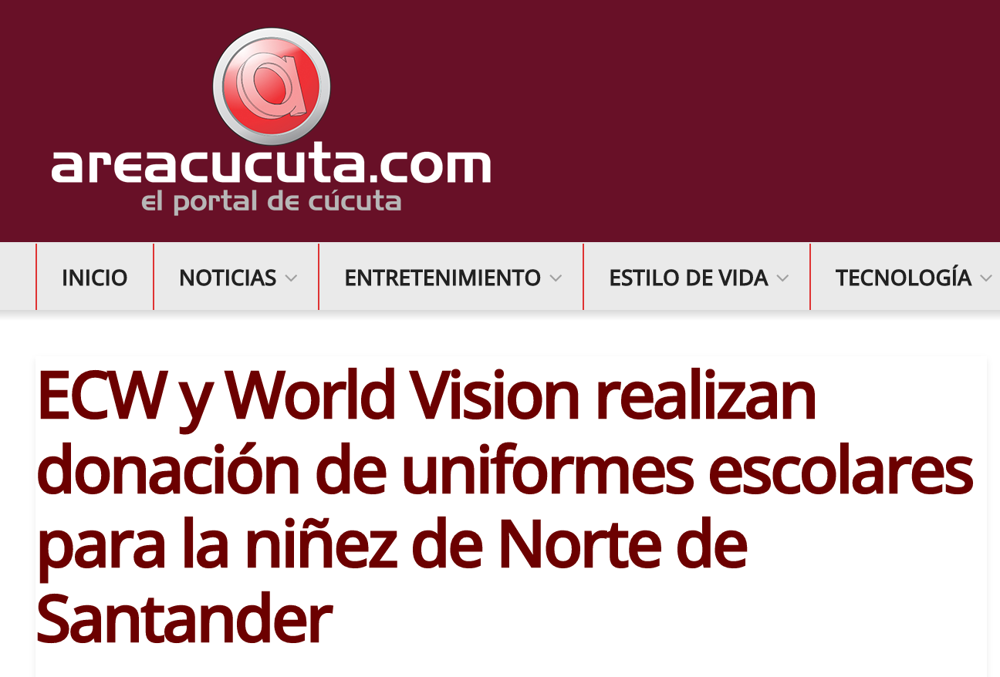 a
areacucuta.com
el portal de cúcuta
INICIO NOTICIAS ENTRETENIMIENTO ESTILO DE VIDA TECNOLOGÍA
ECW y World Vision realizan
donación de uniformes escolares
para la niñez de Norte de
Santander